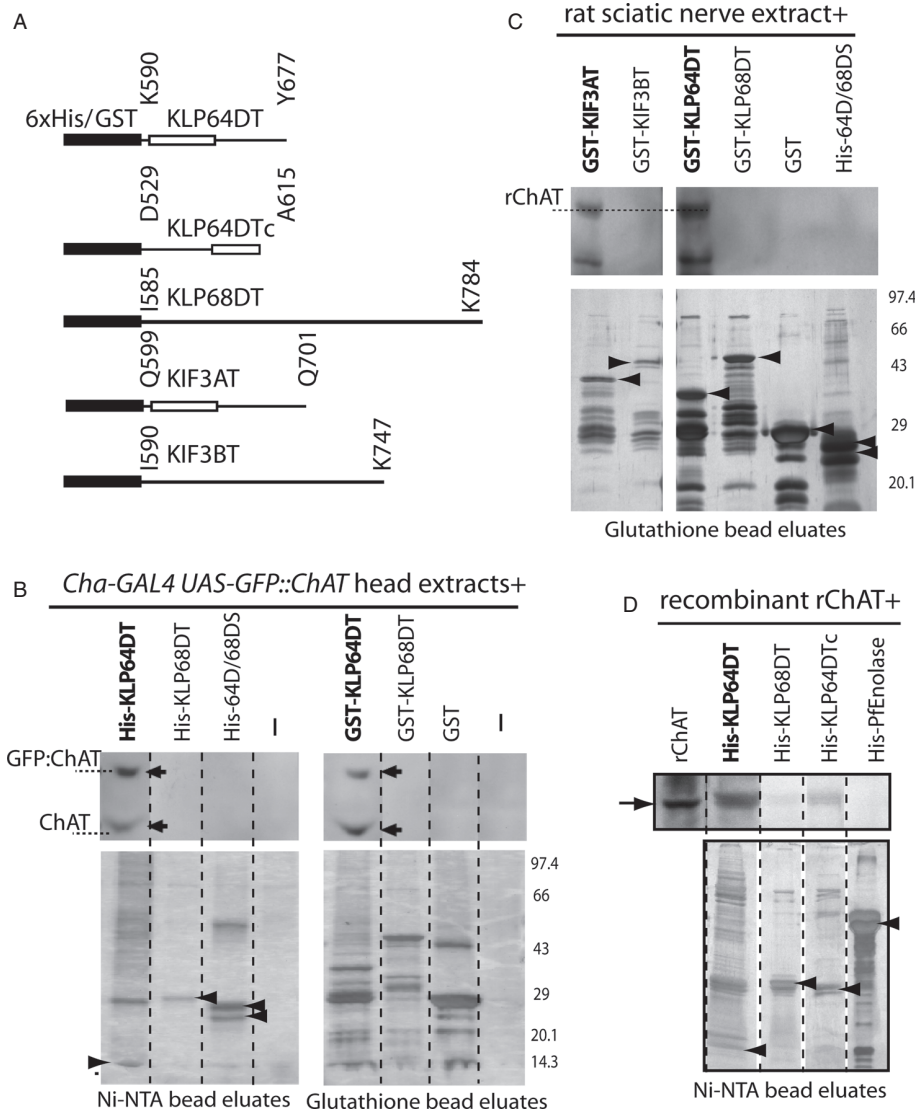 A
K590
Y677
6xHis/GST
KLP64DT
D529
A615
KLP64DTc
I585
KLP68DT
K784
Q599
KIF3AT
Q701
I590
KIF3BT
K747
B
Cha-GAL4 UAS-GFP::ChAT head extracts+
His-KLP64DT
His-KLP68DT
His-64D/68DS
–
GST-KLP64DT
GST-KLP68DT
GST
–
GFP:ChAT
ChAT
97.4
66
43
29
20.1
14.3
Ni-NTA bead eluates
Glutathione bead eluates
C
rat sciatic nerve extract+
GST-KIF3AT
GST-KIF3BT
GST-KLP64DT
GST-KLP68DT
GST
His-64D/68DS
rChAT
97.4
66
43
29
20.1
Glutathione bead eluates
D
recombinant rChAT+
rChAT
His-KLP64DT
His-KLP68DT
His-KLP64DTc
His-PfEnolase
Ni-NTA bead eluates